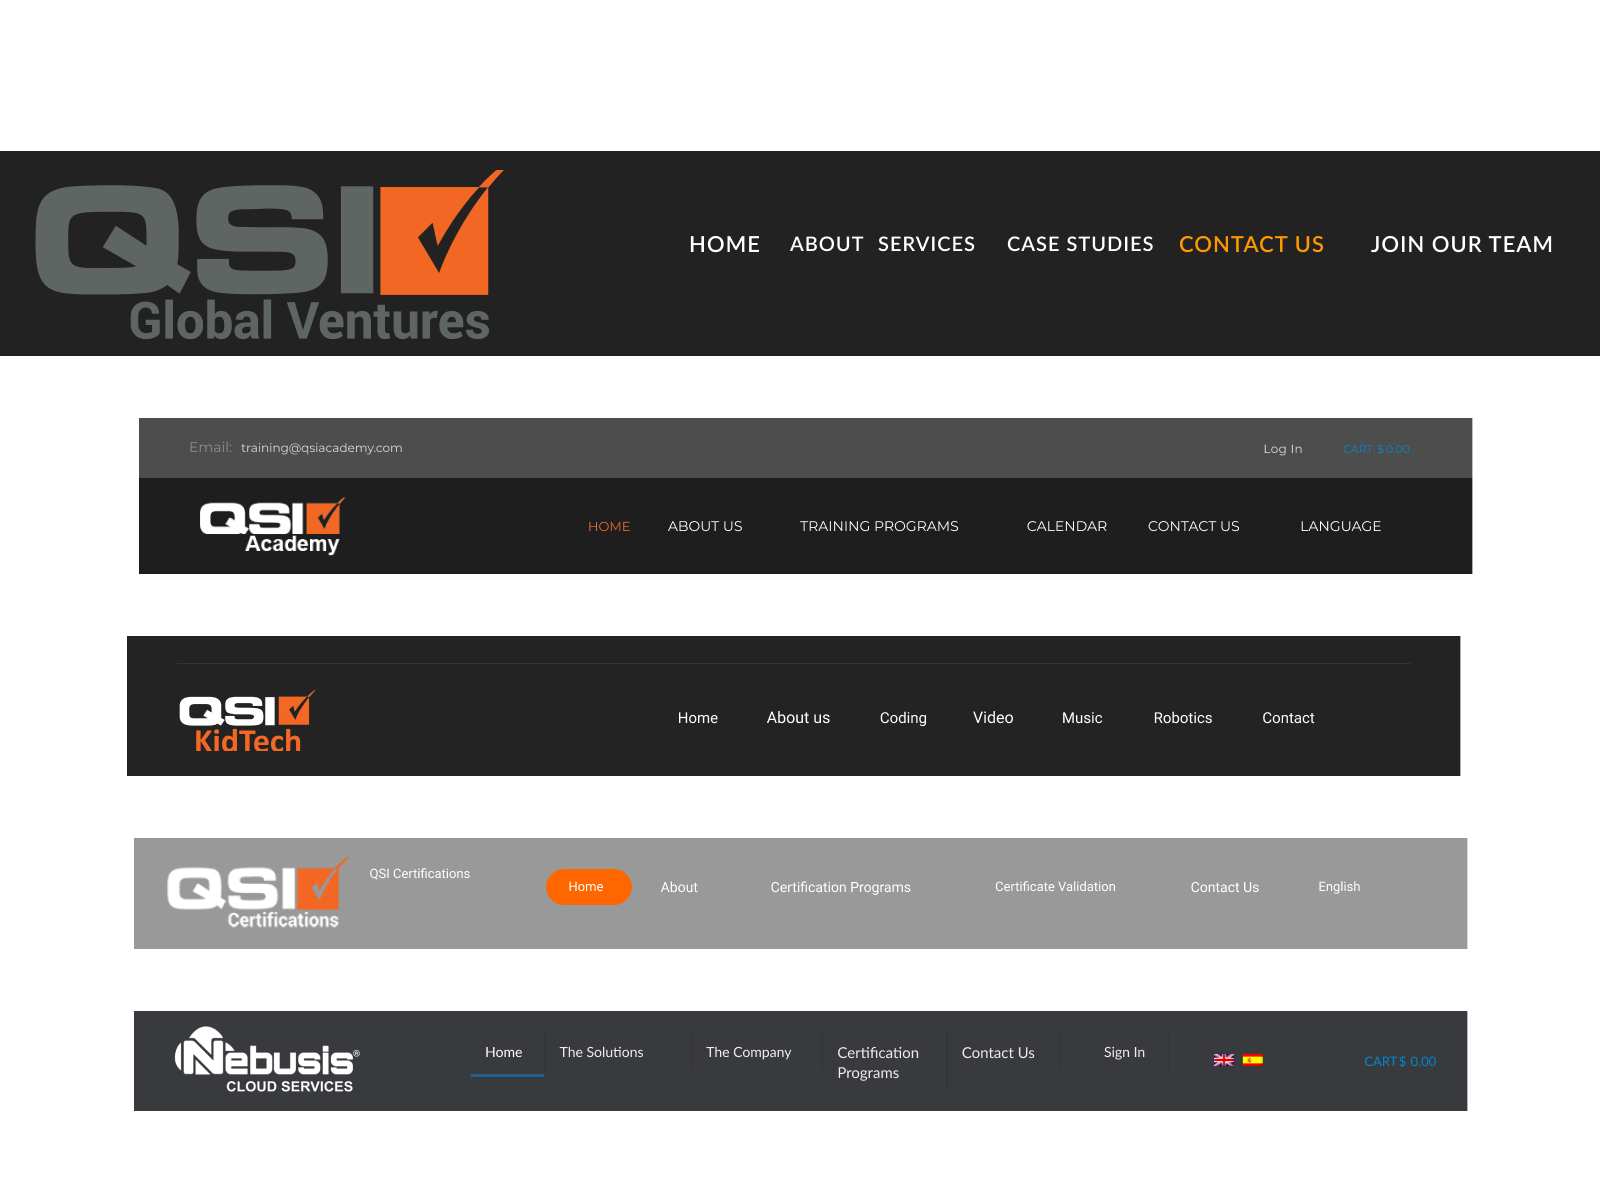 QSI
Global Ventures
HOME ABOUT SERVICES CASE STUDIES CONTACT US JOIN OUR TEAM
Email: training@qsiacademy.com Log In CART $0.00
QSI
Academy
HOME ABOUT US TRAINING PROGRAMS CALENDAR CONTACT US LANGUAGE
QSI
KidTech
Home About us Coding Video Music Robotics Contact
QSI
Certifications
QSI Certifications
Home About Certification Programs Certificate Validation Contact Us English
Nebusis®
CLOUD SERVICES
Home The Solutions The Company Certification Programs Contact Us Sign In CART $ 0.00